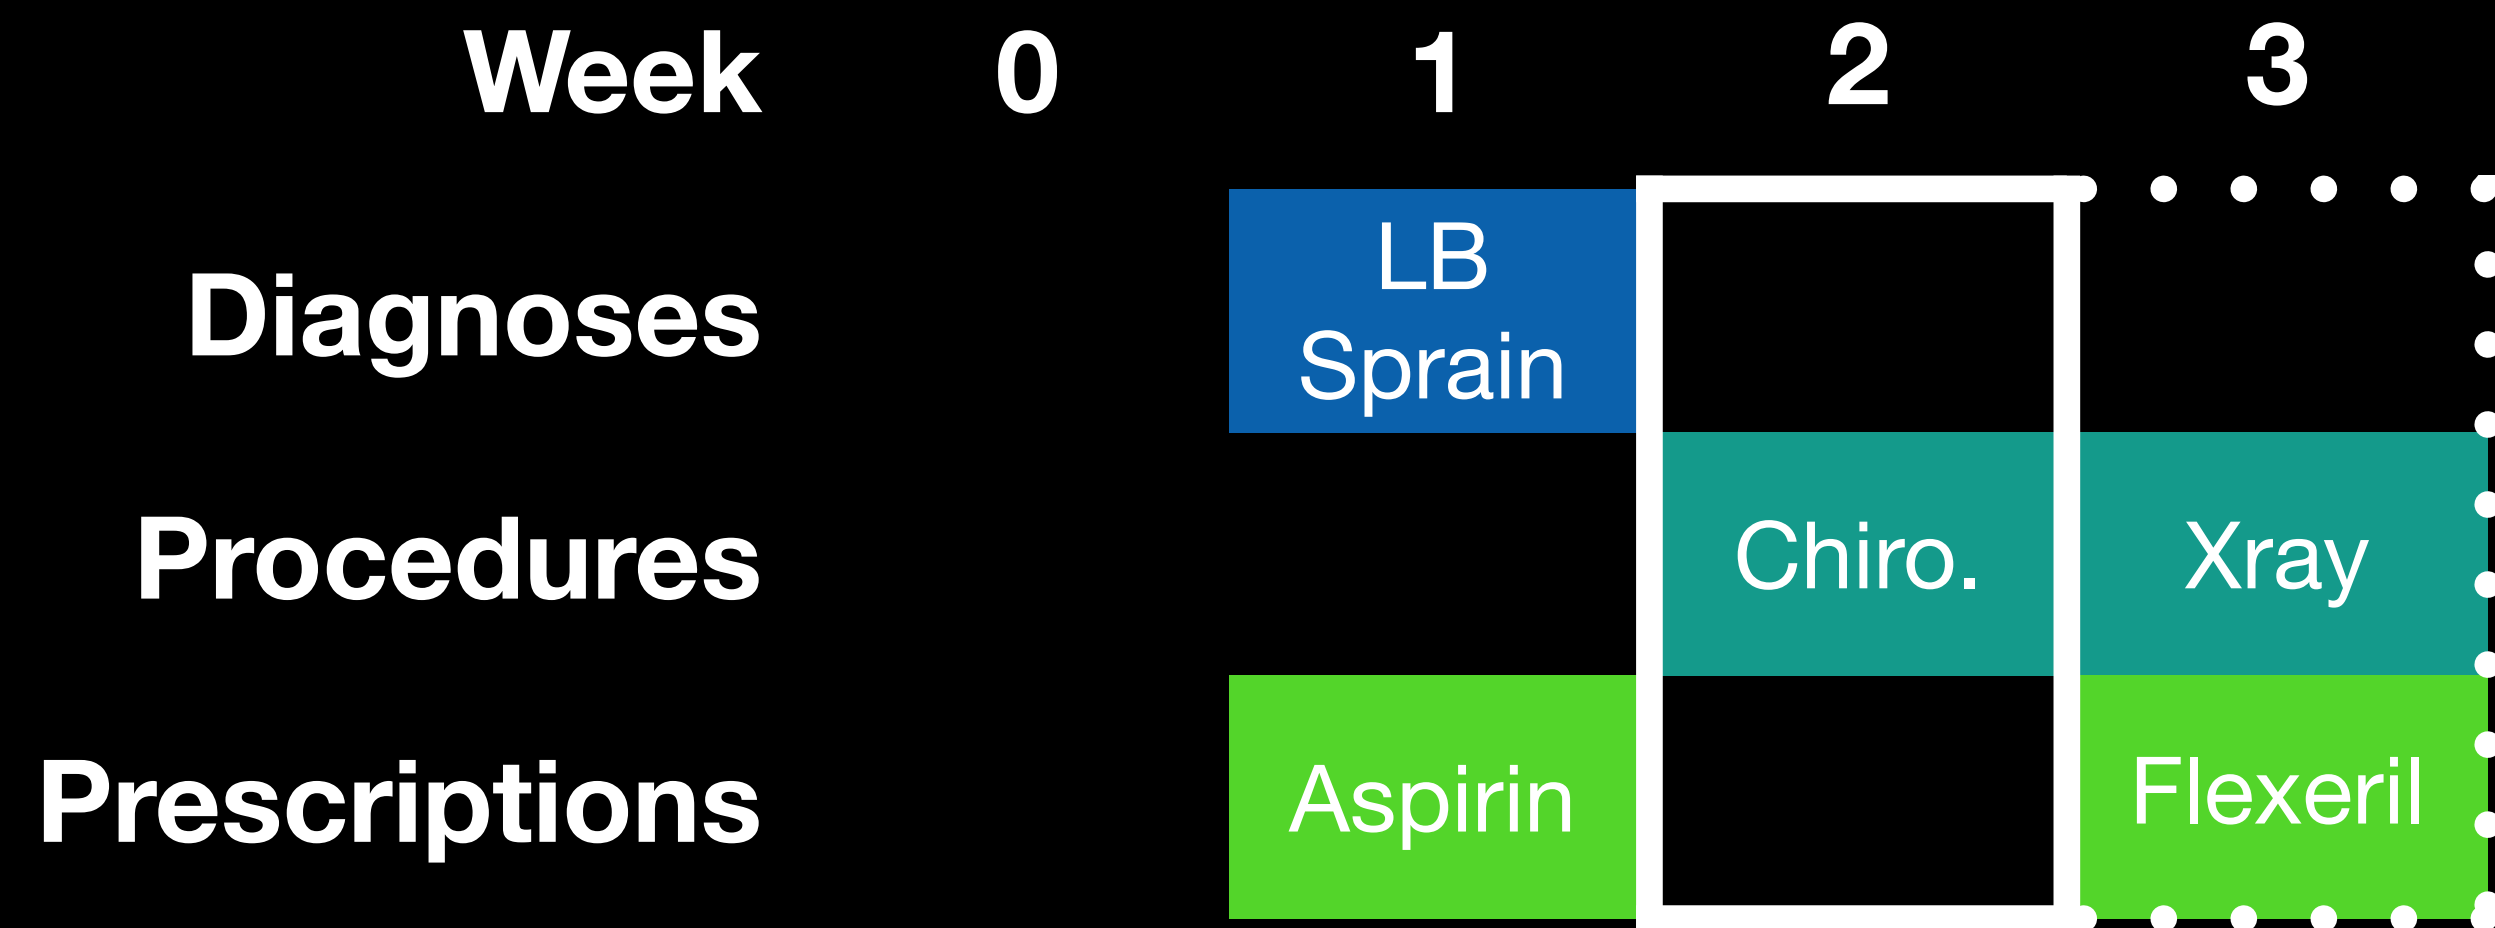 Week 0 1 2 3
Diagnoses LB Sprain
Procedures Chiro. Xray
Prescriptions Aspirin Flexeril